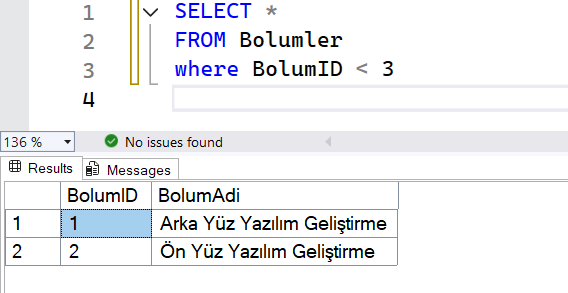 1 SELECT *
2 FROM Bolumler
3 where BolumID < 3
4
136 % No issues found
Results Messages
BolumID BolumAdi
1 1 Arka Yüz Yazılım Geliştirme
2 2 Ön Yüz Yazılım Geliştirme